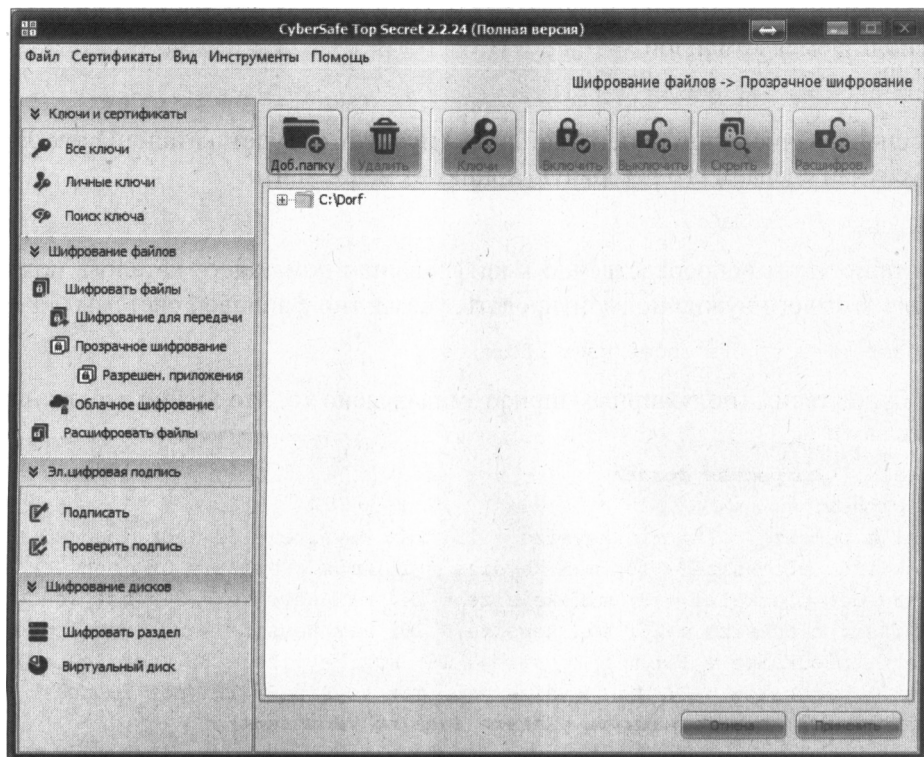 CyberSafe Top Secret 2.2.24 (Полная версия)
Файл Сертификаты Вид Инструменты Помощь
Шифрование файлов -> Прозрачное шифрование
Ключи и сертификаты
Все ключи
Личные ключи
Поиск ключа
Шифрование файлов
Шифровать файлы
Шифрование для передачи
Прозрачное шифрование
Разрешен. приложения
Облачное шифрование
Расшифровать файлы
Эл.цифровая подпись
Подписать
Проверить подпись
Шифрование дисков
Шифровать раздел
Виртуальный диск
Доб.папку
Удалить
Ключи
Включить
Выключить
Скрыть
Расшифров.
C:\Dorf